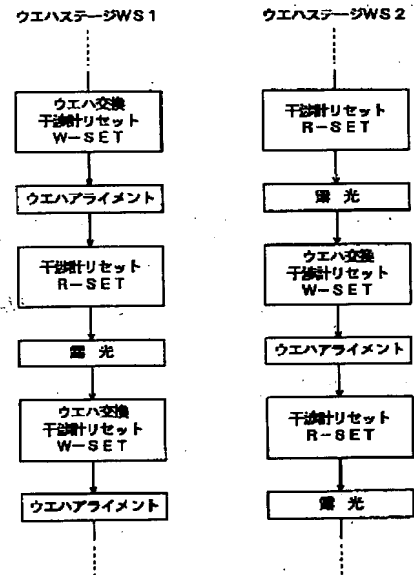 ウエハステージWS1
ウエハ交換
干渉計リセット
W-SET
ウエハアライメント
干渉計リセット
R-SET
露 光
ウエハ交換
干渉計リセット
W-SET
ウエハアライメント
ウエハステージWS2
干渉計リセット
R-SET
露 光
ウエハ交換
干渉計リセット
W-SET
ウエハアライメント
干渉計リセット
R-SET
露 光